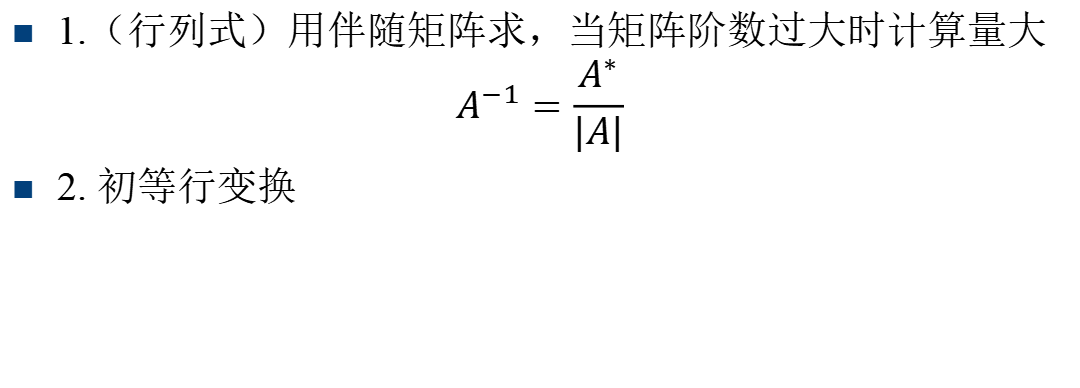 ■ 1.（行列式）用伴随矩阵求，当矩阵阶数过大时计算量大
A⁻¹ = A* / |A|
■ 2. 初等行变换